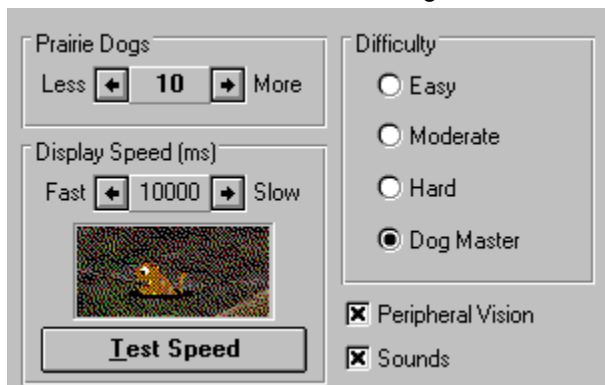 Prairie Dogs
Less 10 More
Display Speed (ms)
Fast 10000 Slow
Test Speed
Difficulty
Easy
Moderate
Hard
Dog Master
Peripheral Vision
Sounds